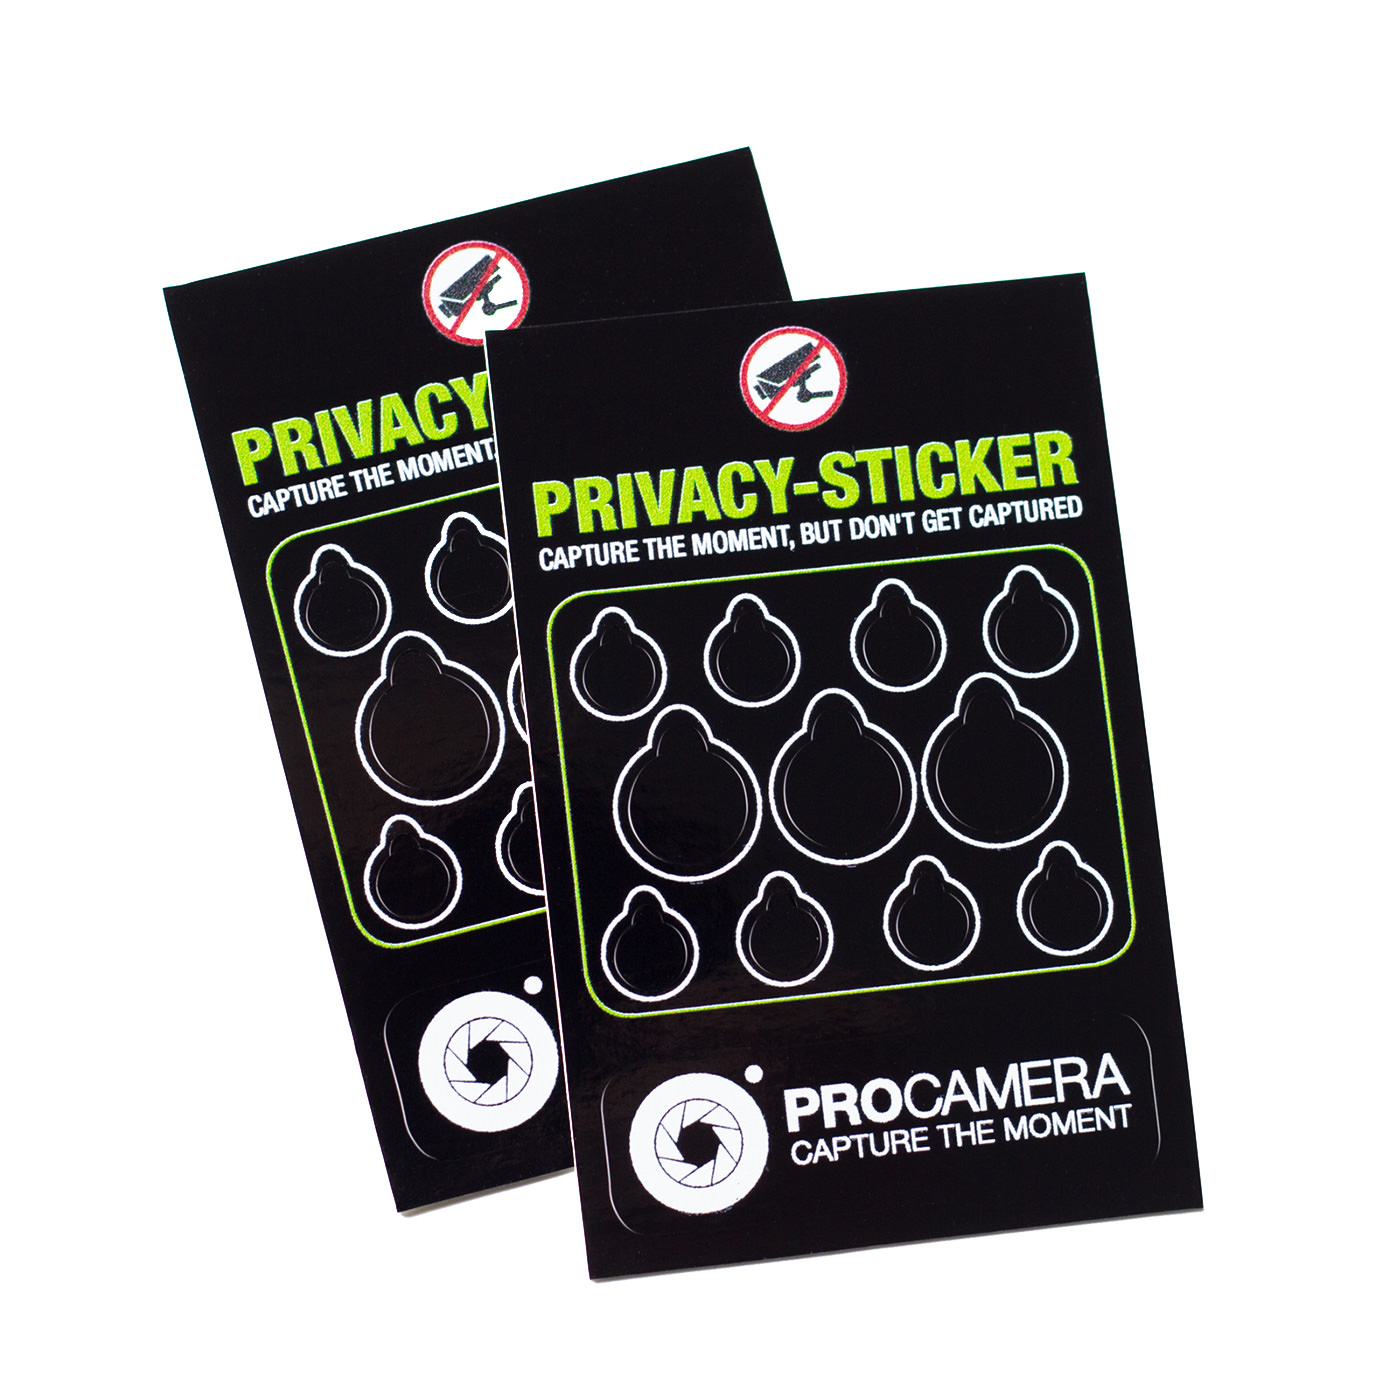 PRIVACY
CAPTURE THE MOMENT,
PRIVACY-STICKER
CAPTURE THE MOMENT, BUT DON'T GET CAPTURED
PROCAMERA
CAPTURE THE MOMENT